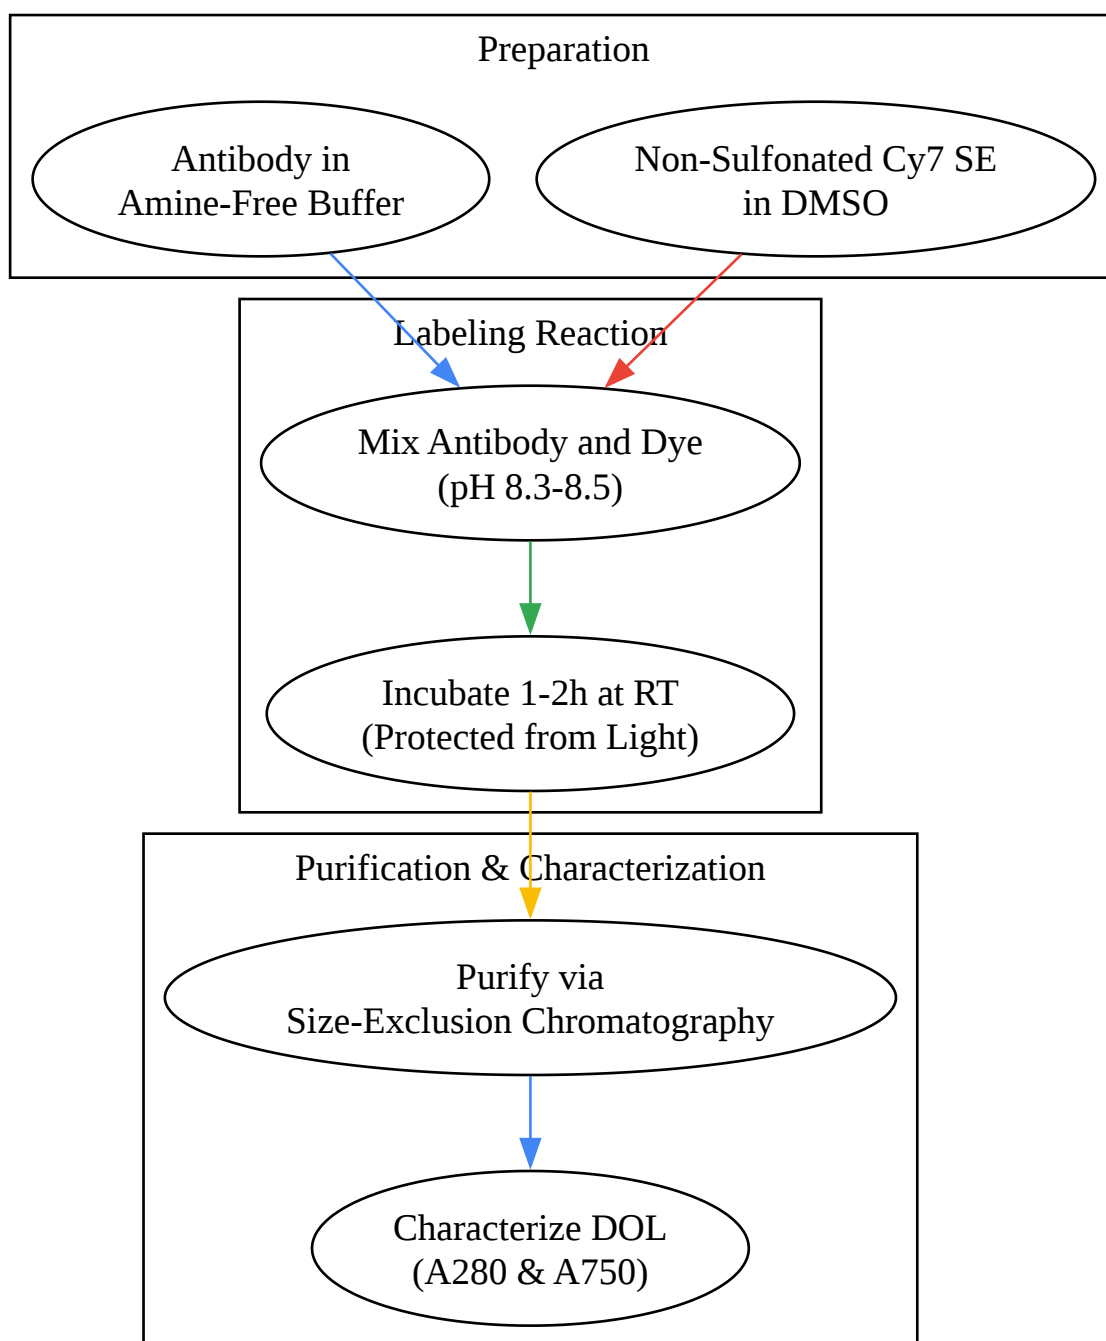 Preparation
Antibody in
Amine-Free Buffer
Non-Sulfonated Cy7 SE
in DMSO
Labeling Reaction
Mix Antibody and Dye
(pH 8.3-8.5)
Incubate 1-2h at RT
(Protected from Light)
Purification & Characterization
Purify via
Size-Exclusion Chromatography
Characterize DOL
(A280 & A750)